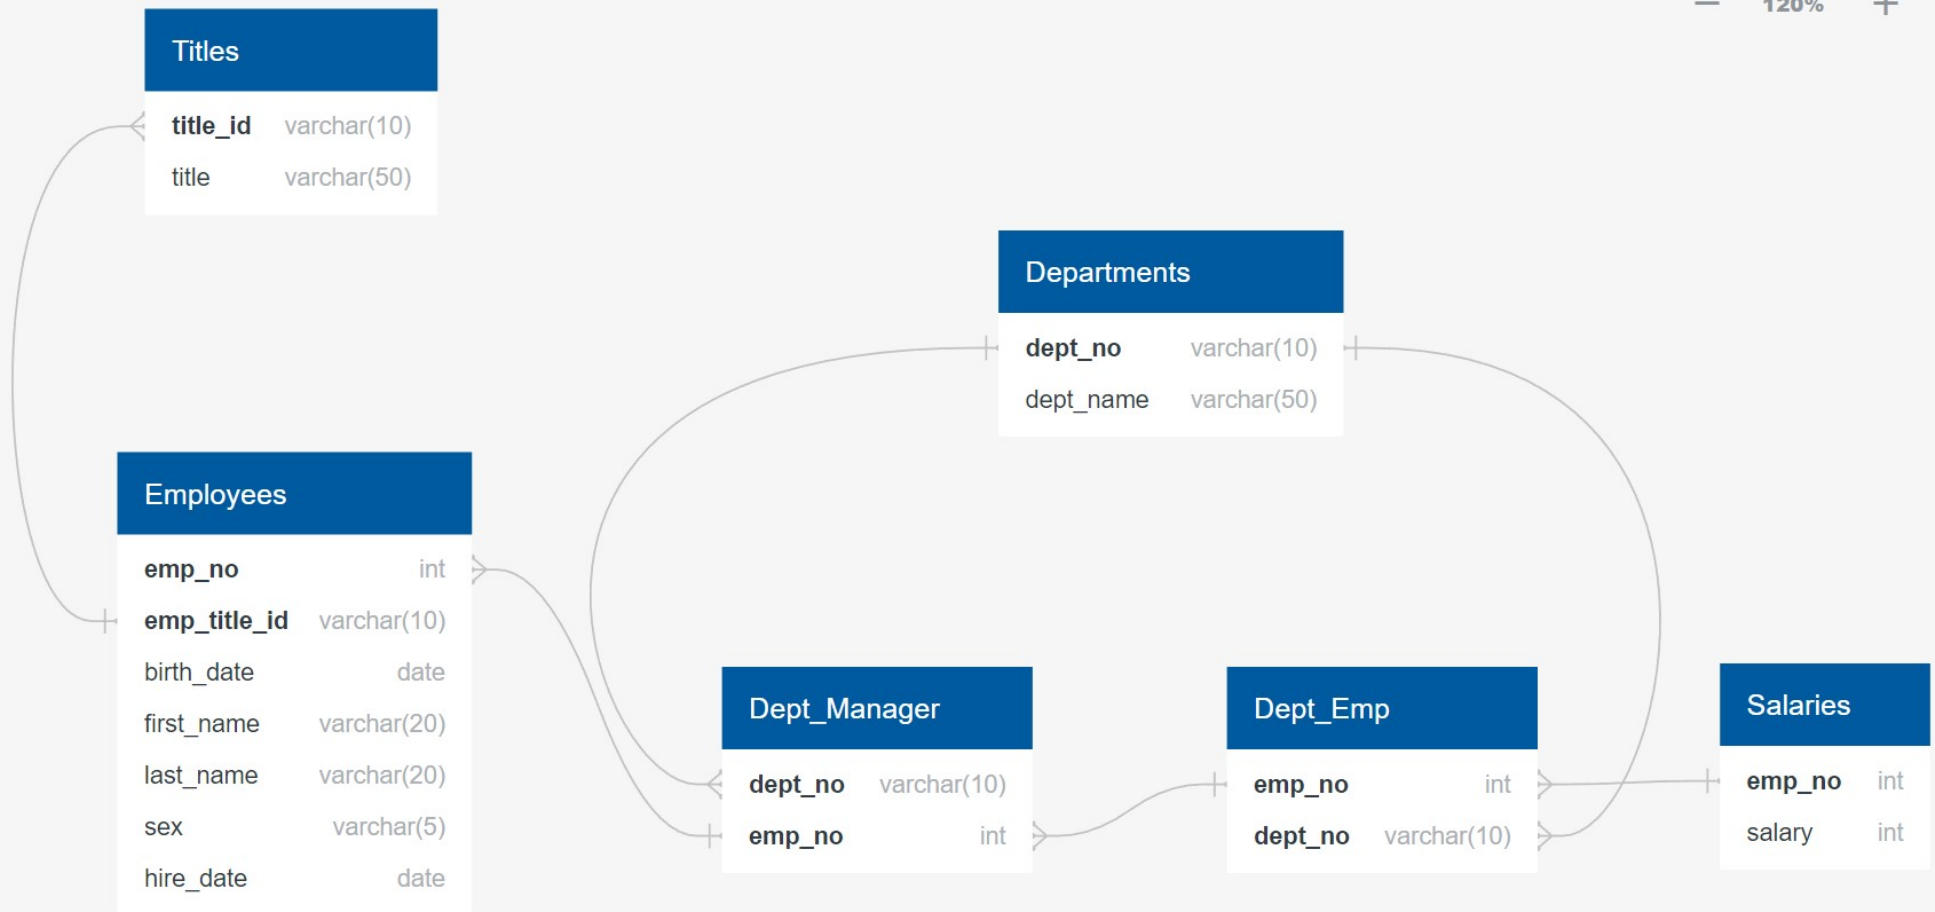 120%
Titles
title_id varchar(10)
title varchar(50)
Departments
dept_no varchar(10)
dept_name varchar(50)
Employees
emp_no int
emp_title_id varchar(10)
birth_date date
first_name varchar(20)
last_name varchar(20)
sex varchar(5)
hire_date date
Dept_Manager
dept_no varchar(10)
emp_no int
Dept_Emp
emp_no int
dept_no varchar(10)
Salaries
emp_no int
salary int